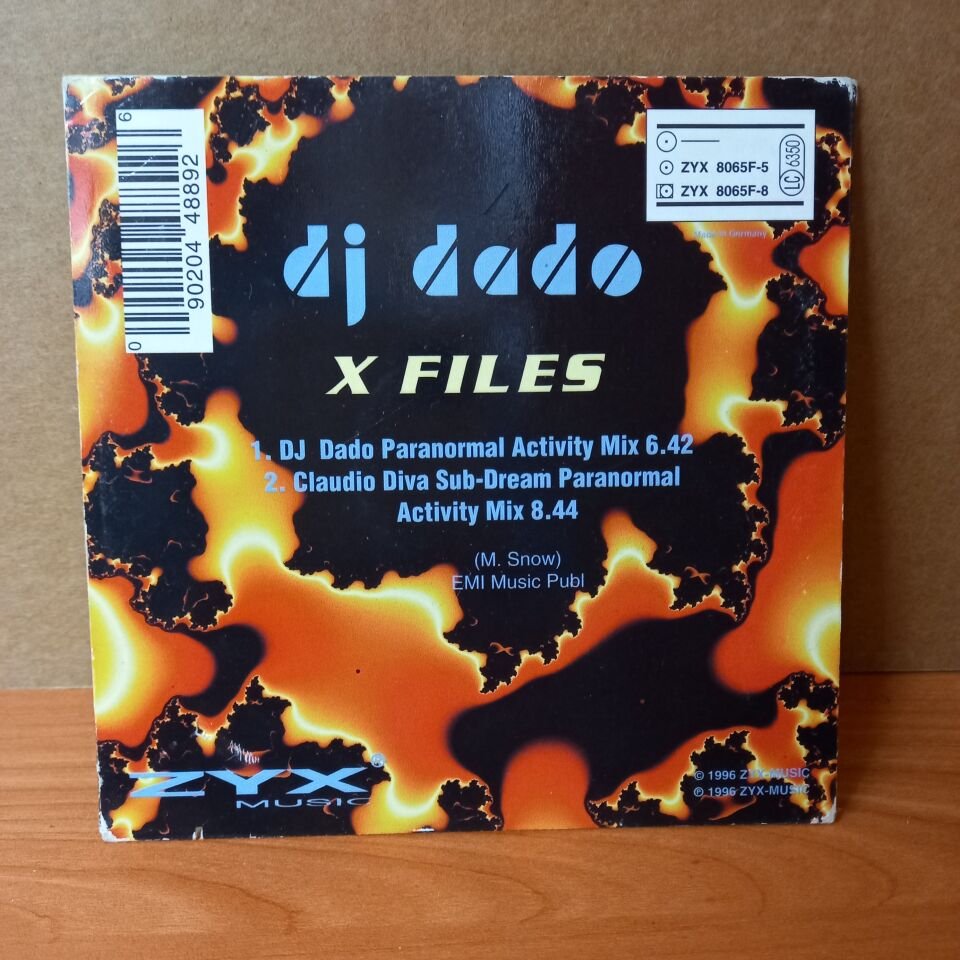 0 90204 48892 6
ZYX 8065F-5
ZYX 8065F-8
LC 6350
Made in Germany
dj dado
X FILES
1. DJ Dado Paranormal Activity Mix 6.42
2. Claudio Diva Sub-Dream Paranormal
Activity Mix 8.44
(M. Snow)
EMI Music Publ
ZYX®
MUSIC
© 1996 ZYX-MUSIC
℗ 1996 ZYX-MUSIC